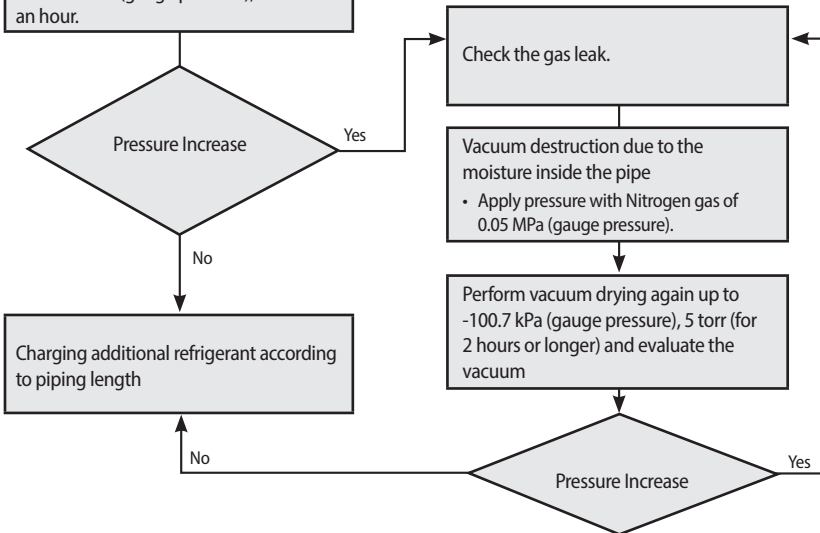 an hour.
Pressure Increase
Yes
No
Charging additional refrigerant according
to piping length
Check the gas leak.
Vacuum destruction due to the
moisture inside the pipe
• Apply pressure with Nitrogen gas of
0.05 MPa (gauge pressure).
Perform vacuum drying again up to
-100.7 kPa (gauge pressure), 5 torr (for
2 hours or longer) and evaluate the
vacuum
Pressure Increase
No
Yes